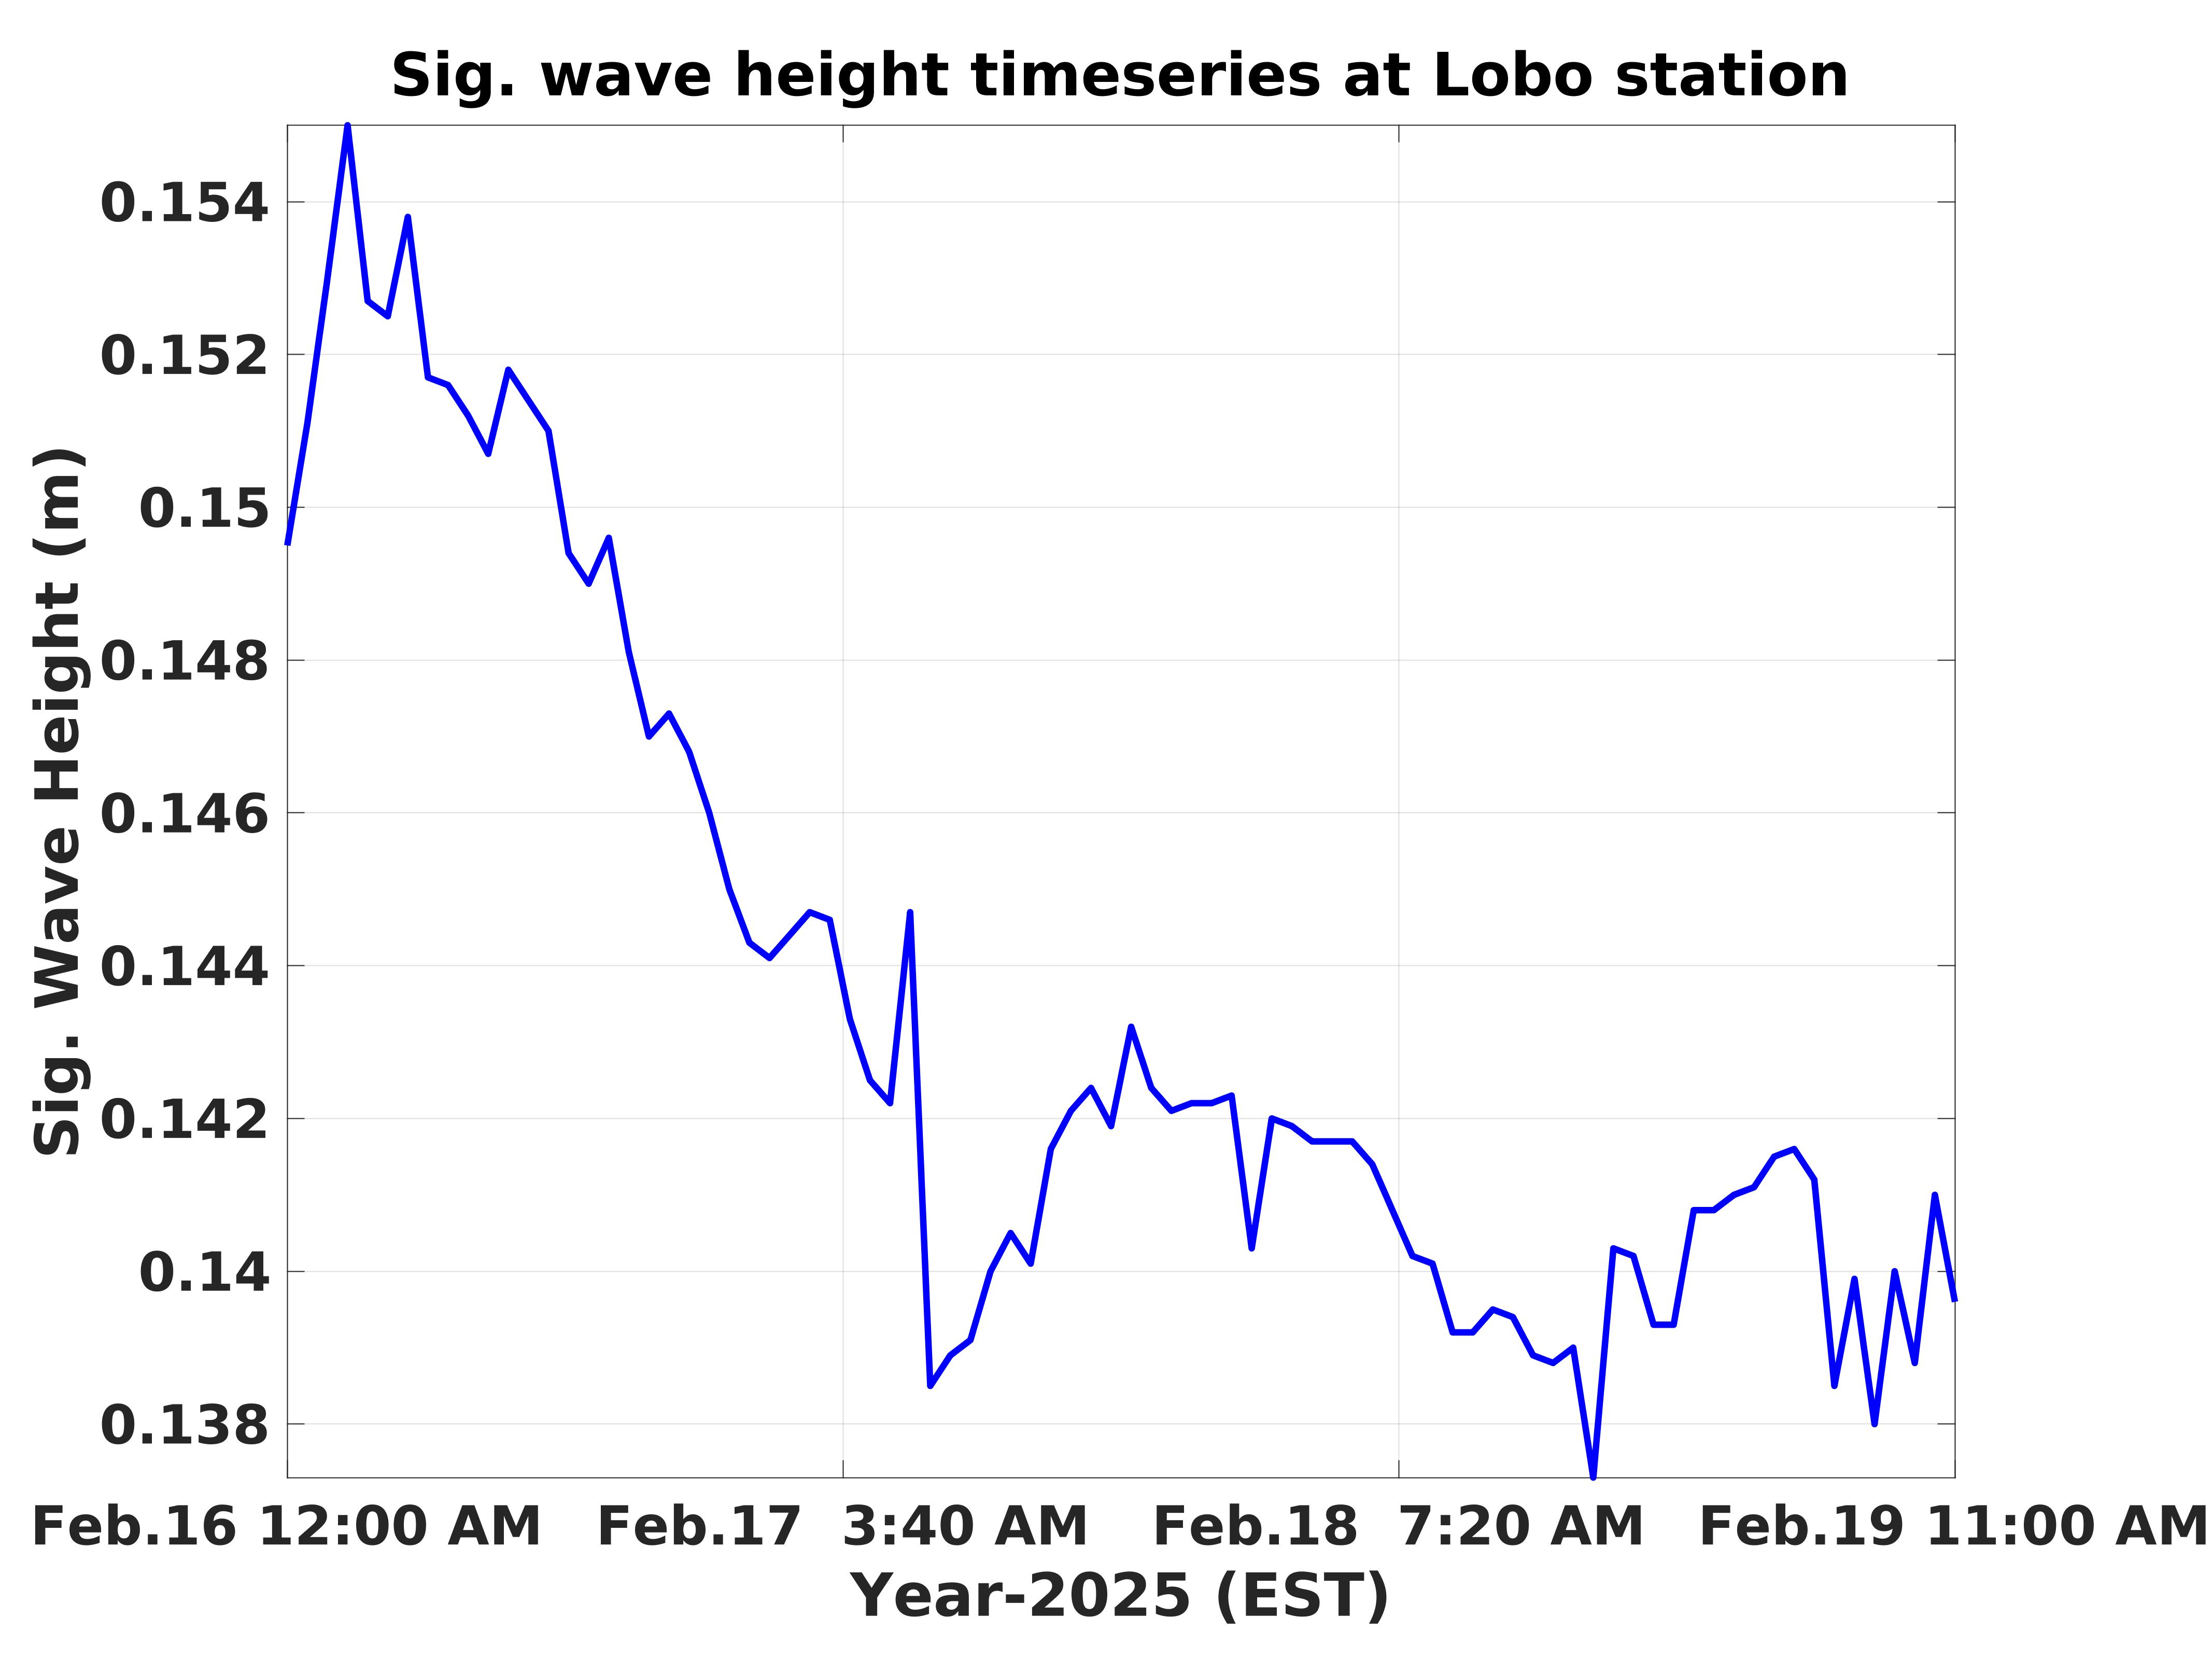 Sig. wave height timeseries at Lobo station
Sig. Wave Height (m)
0.154
0.152
0.15
0.148
0.146
0.144
0.142
0.14
0.138
Feb.16 12:00 AM Feb.17 3:40 AM Feb.18 7:20 AM Feb.19 11:00 AM
Year-2025 (EST)